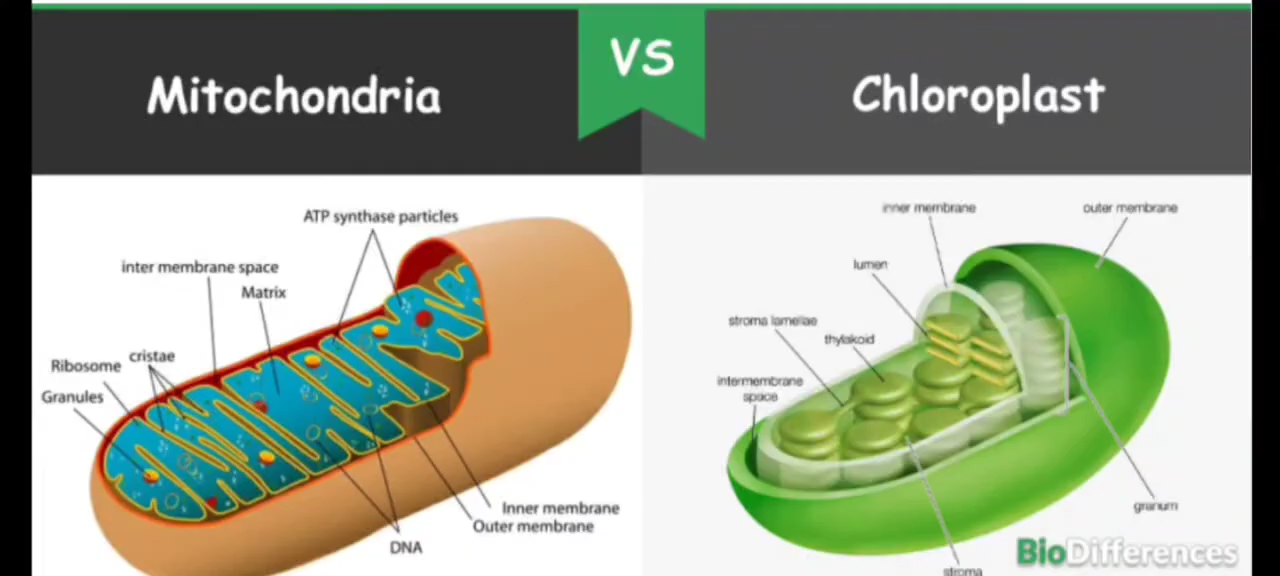 VS
Mitochondria
Chloroplast
ATP synthase particles
inter membrane space
Matrix
cristae
Ribosome
Granules
Inner membrane
Outer membrane
DNA
inner membrane
outer membrane
lumen
stroma lamellae
thylakoid
intermembrane
space
granum
stroma
BioDifferences